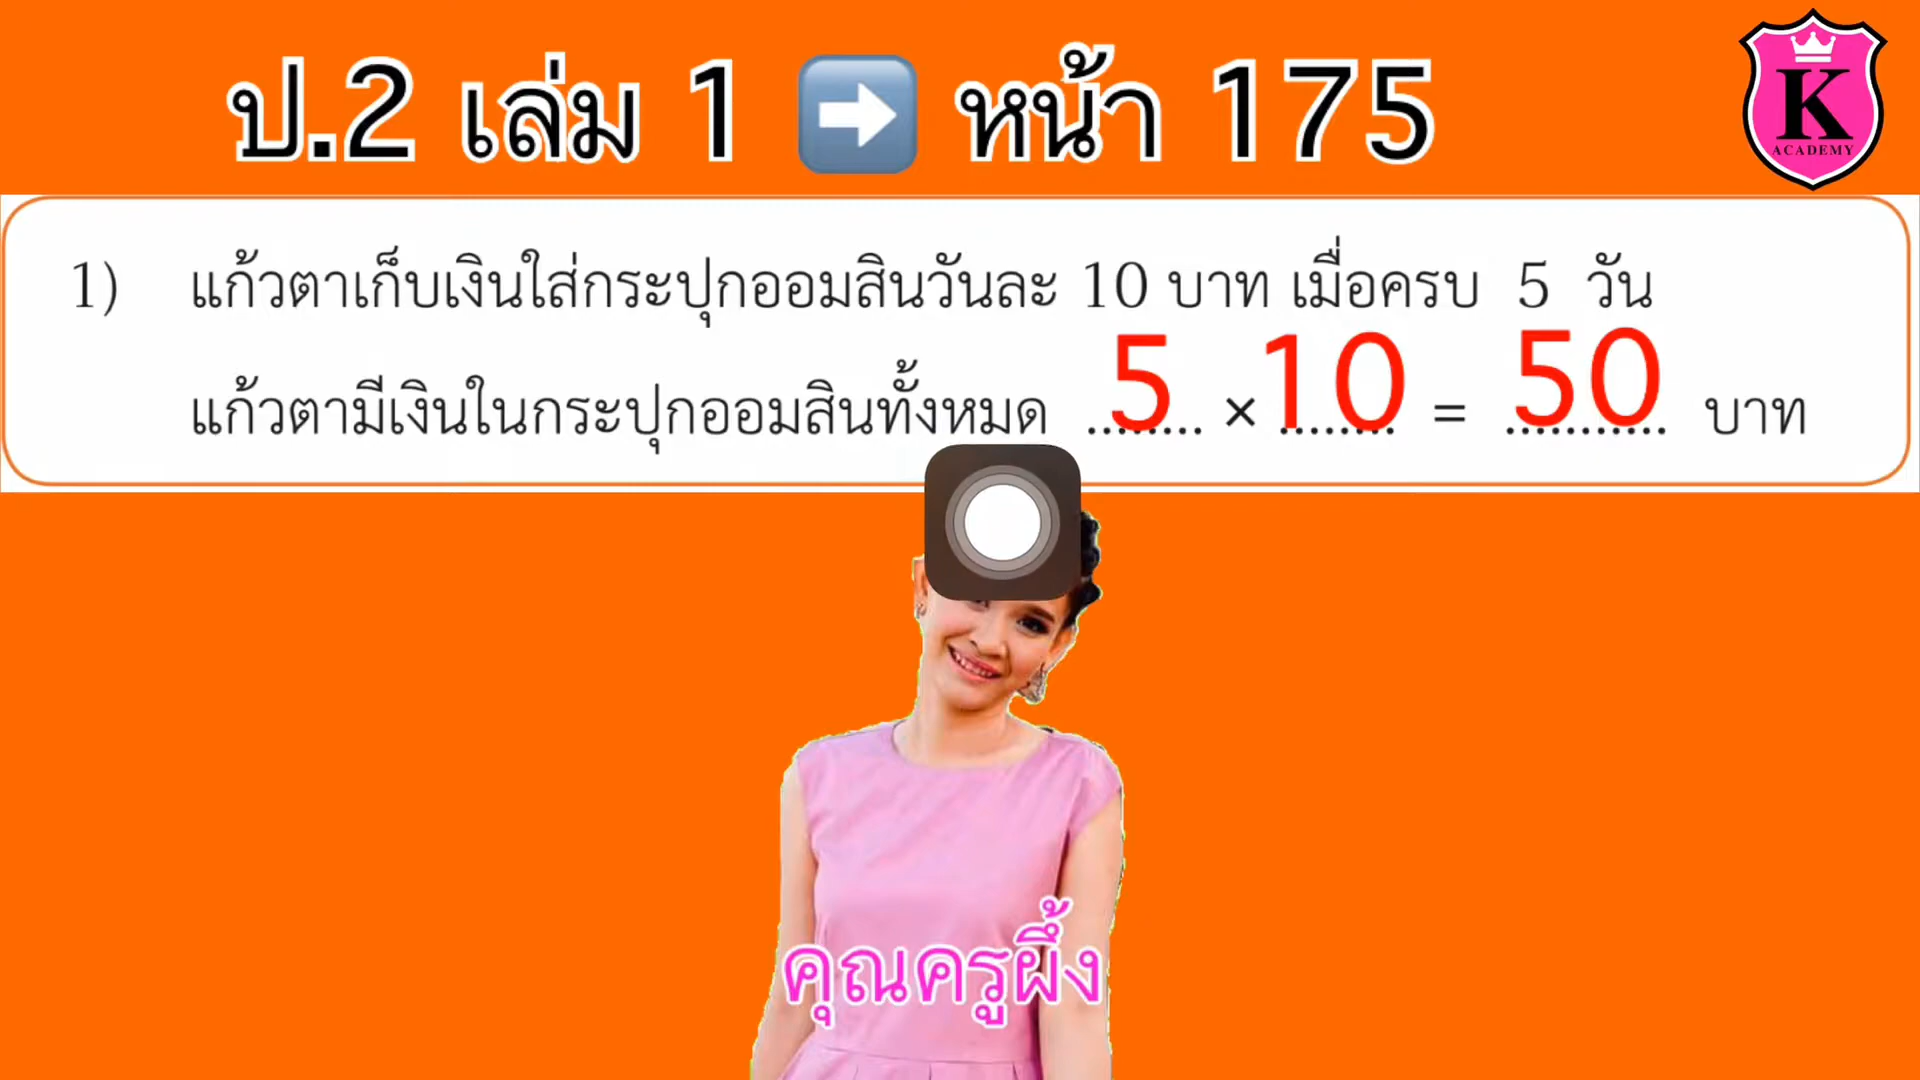 ป.2 เล่ม 1 ➡ หน้า 175
K
ACADEMY
1) แก้วตาเก็บเงินใส่กระปุกออมสินวันละ 10 บาท เมื่อครบ 5 วัน
แก้วตามีเงินในกระปุกออมสินทั้งหมด 5 × 10 = 50 บาท
คุณครูผึ้ง